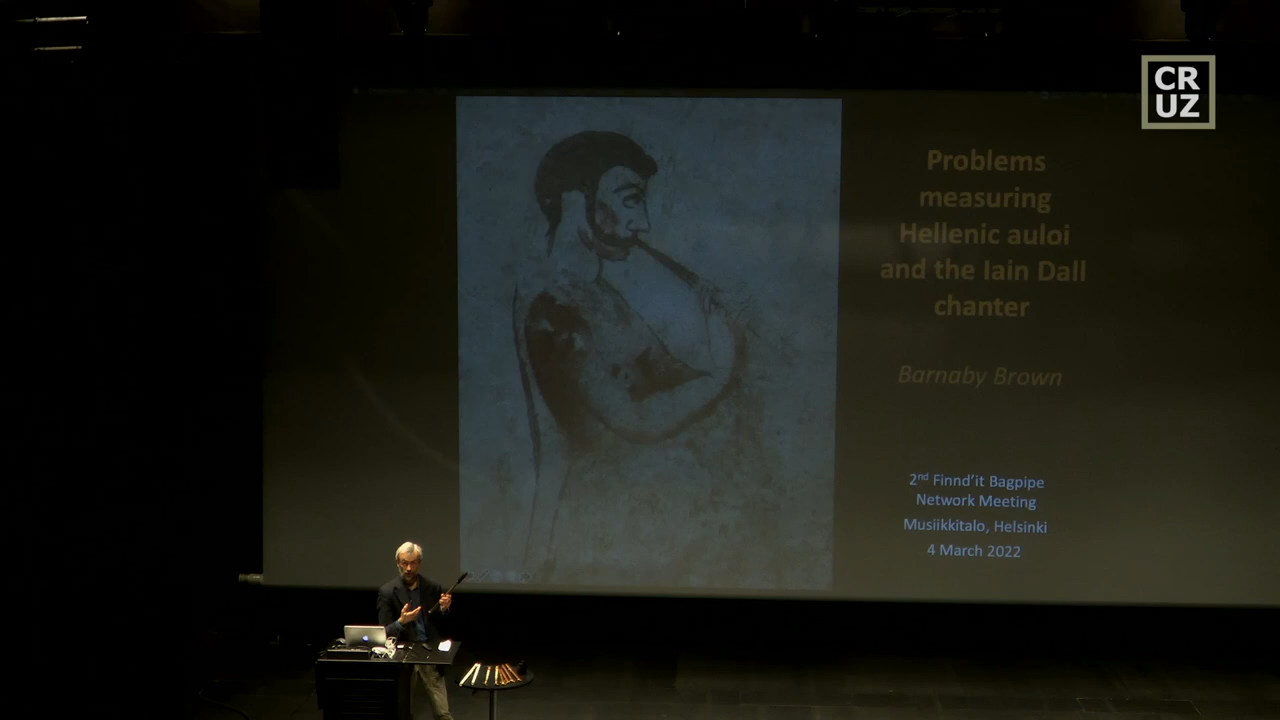 CR
UZ
Problems
measuring
Hellenic auloi
and the Iain Dall
chanter
Barnaby Brown
2nd Finnd'it Bagpipe
Network Meeting
Musiikkitalo, Helsinki
4 March 2022